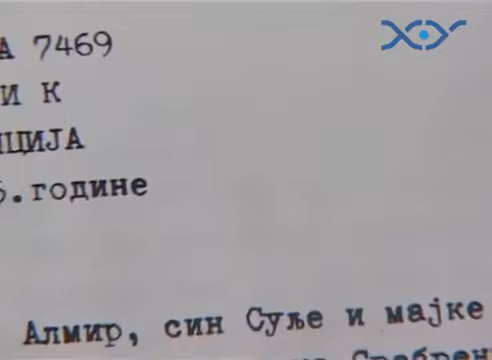 А 7469
И К
ЦИЈА
.године
Алмир, син Суље и мајке